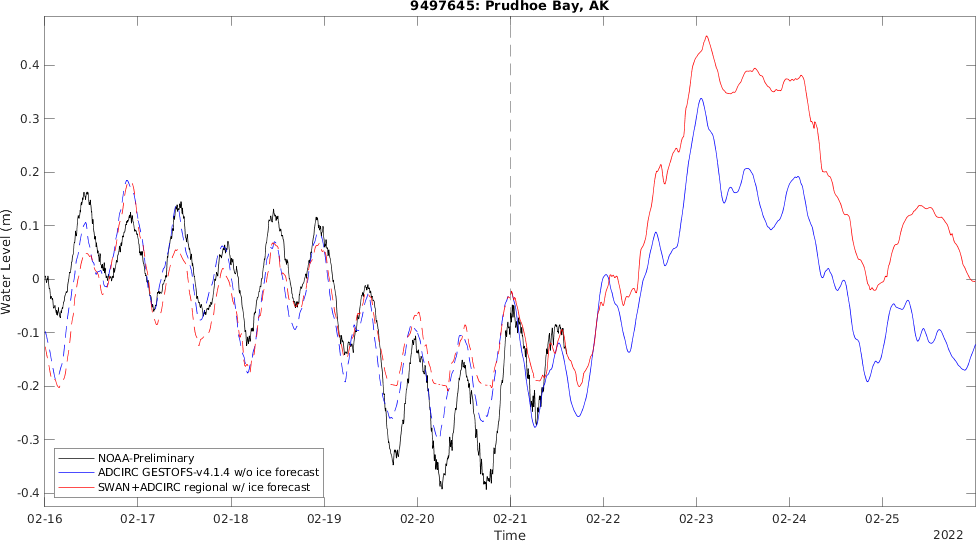 9497645: Prudhoe Bay, AK
Water Level (m)
0.4
0.3
0.2
0.1
0
-0.1
-0.2
-0.3
-0.4
NOAA-Preliminary
ADCIRC GESTOFS-v4.1.4 w/o ice forecast
SWAN+ADCIRC regional w/ ice forecast
02-16 02-17 02-18 02-19 02-20 02-21 02-22 02-23 02-24 02-25
Time
2022